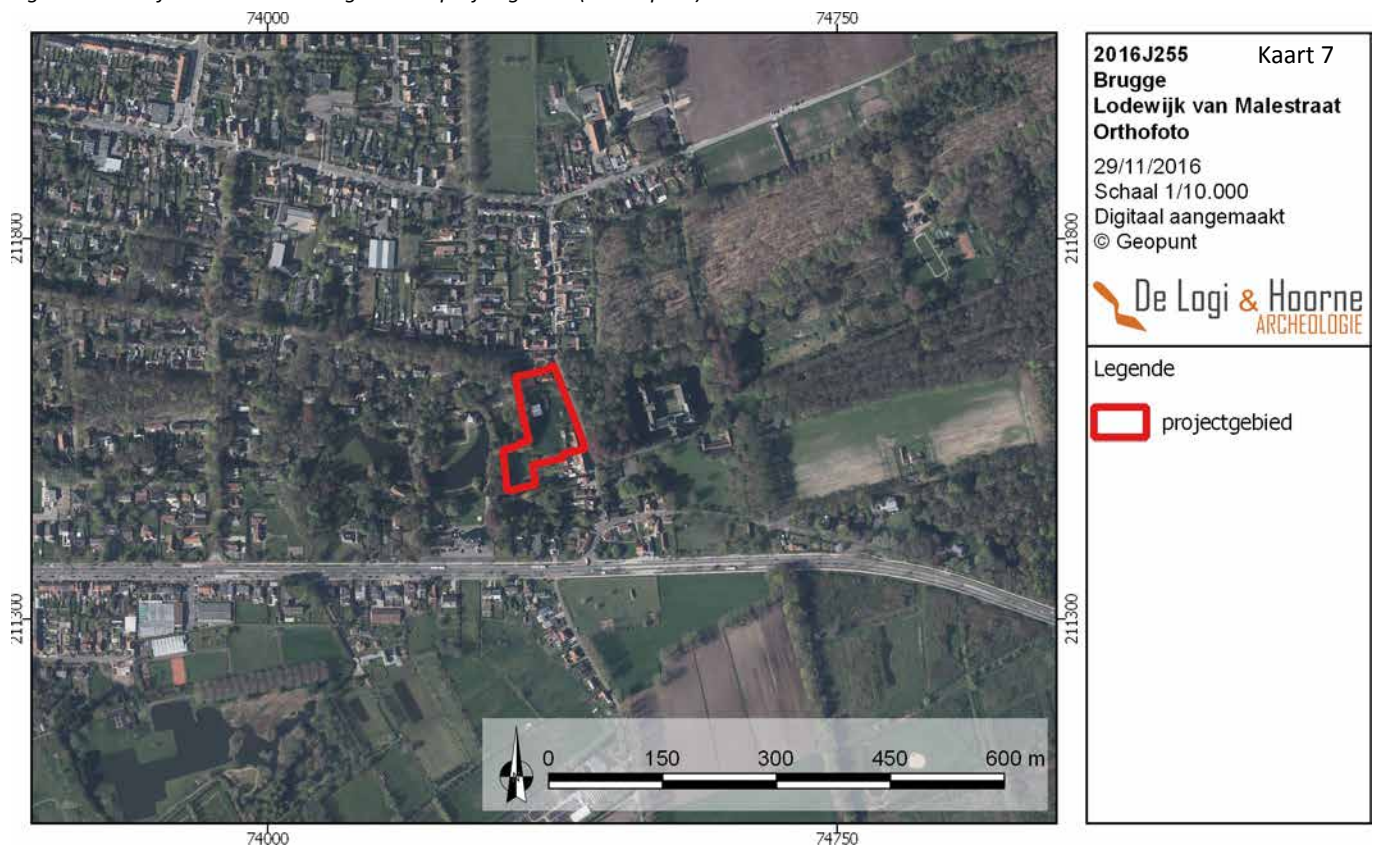 74000
74750
211800
211800
211300
211300
0 150 300 450 600 m
74000
74750
2016J255 Kaart 7
Brugge
Lodewijk van Malestraat
Orthofoto
29/11/2016
Schaal 1/10.000
Digitaal aangemaakt
© Geopunt
De Logi & Hoorne
ARCHEOLOGIE
Legende
projectgebied